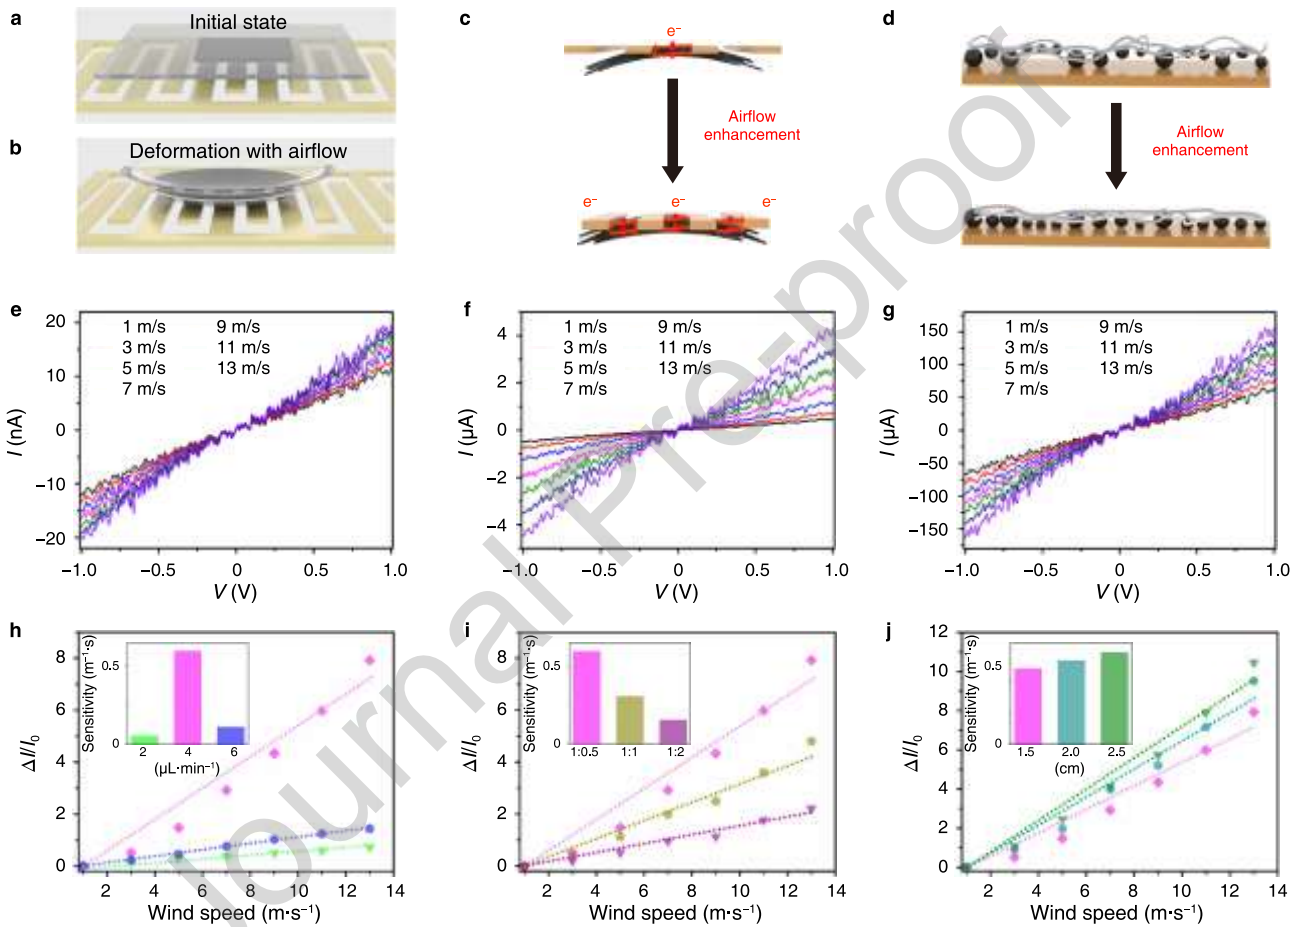 a
Initial state
b
Deformation with airflow
c
e⁻
Airflow
enhancement
e⁻ e⁻ e⁻
d
Airflow
enhancement
e
20
10
0
−10
−20
I (nA)
1 m/s 9 m/s
3 m/s 11 m/s
5 m/s 13 m/s
7 m/s
−1.0 −0.5 0 0.5 1.0
V (V)
f
4
2
0
−2
−4
I (µA)
1 m/s 9 m/s
3 m/s 11 m/s
5 m/s 13 m/s
7 m/s
−1.0 −0.5 0 0.5 1.0
V (V)
g
150
100
50
0
−50
−100
−150
I (µA)
1 m/s 9 m/s
3 m/s 11 m/s
5 m/s 13 m/s
7 m/s
−1.0 −0.5 0 0.5 1.0
V (V)
h
8
6
4
2
0
ΔI/I₀
Sensitivity (m⁻¹·s)
0.5
0
2 4 6
(µL·min⁻¹)
2 4 6 8 10 12 14
Wind speed (m·s⁻¹)
i
8
6
4
2
0
ΔI/I₀
Sensitivity (m⁻¹·s)
0.5
0
1:0.5 1:1 1:2
2 4 6 8 10 12 14
Wind speed (m·s⁻¹)
j
12
10
8
6
4
2
0
ΔI/I₀
Sensitivity (m⁻¹·s)
0.5
0
1.5 2.0 2.5
(cm)
2 4 6 8 10 12 14
Wind speed (m·s⁻¹)
Journal Pre-proof